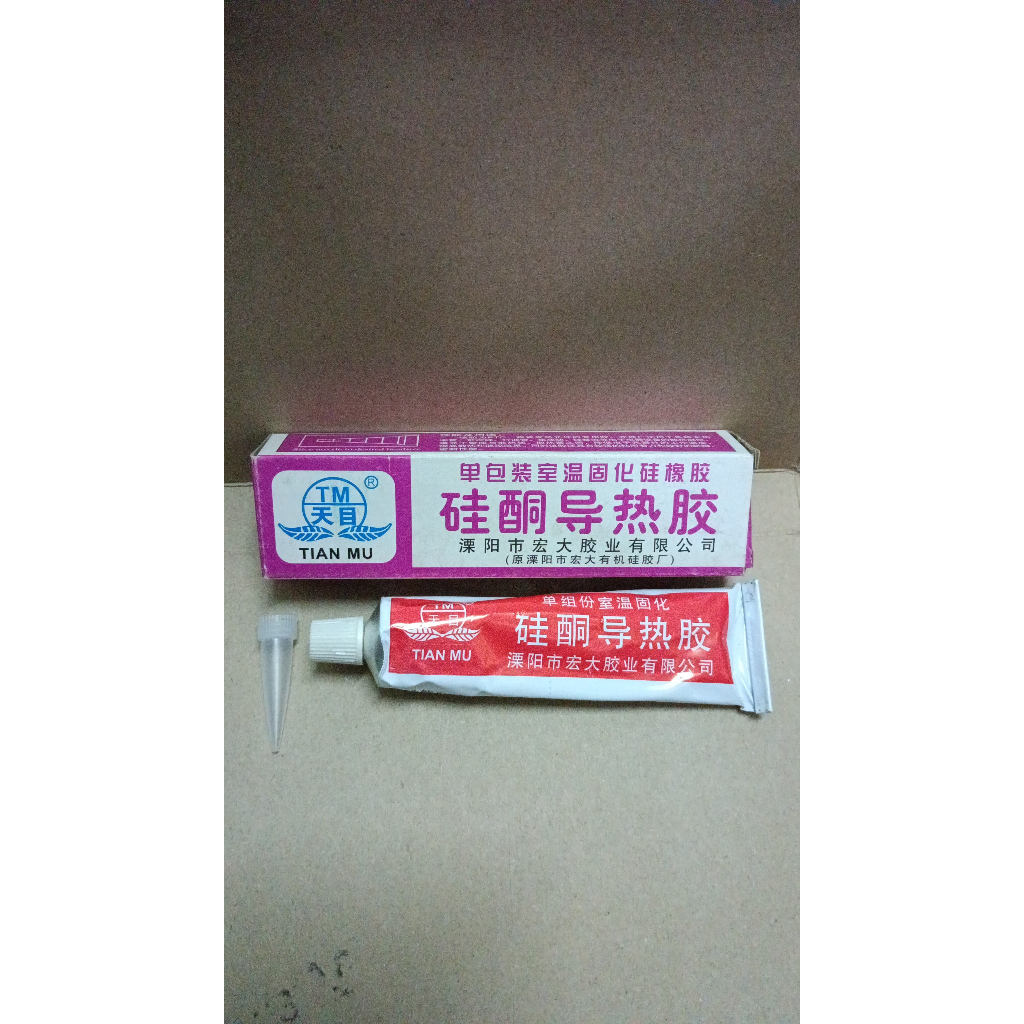 TM
天目
®
TIAN MU
单包装室温固化硅橡胶
硅酮导热胶
溧阳市宏大胶业有限公司
(原溧阳市宏大有机硅胶厂)
TM
天目
TIAN MU
单组份室温固化
硅酮导热胶
溧阳市宏大胶业有限公司